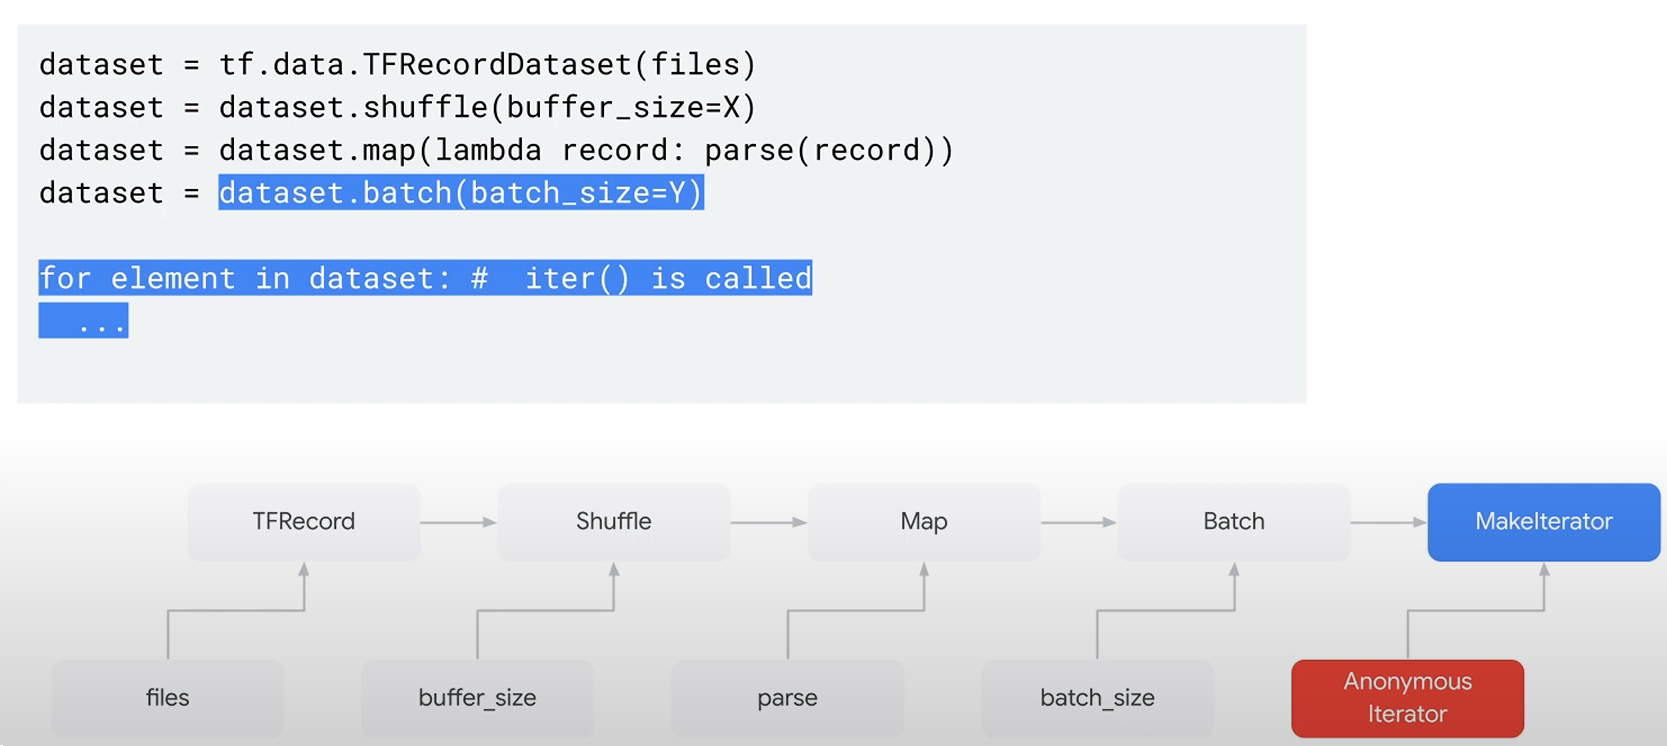 dataset = tf.data.TFRecordDataset(files)
dataset = dataset.shuffle(buffer_size=X)
dataset = dataset.map(lambda record: parse(record))
dataset = dataset.batch(batch_size=Y)
for element in dataset: #  iter() is called
  ...
TFRecord
Shuffle
Map
Batch
MakeIterator
files
buffer_size
parse
batch_size
Anonymous
Iterator